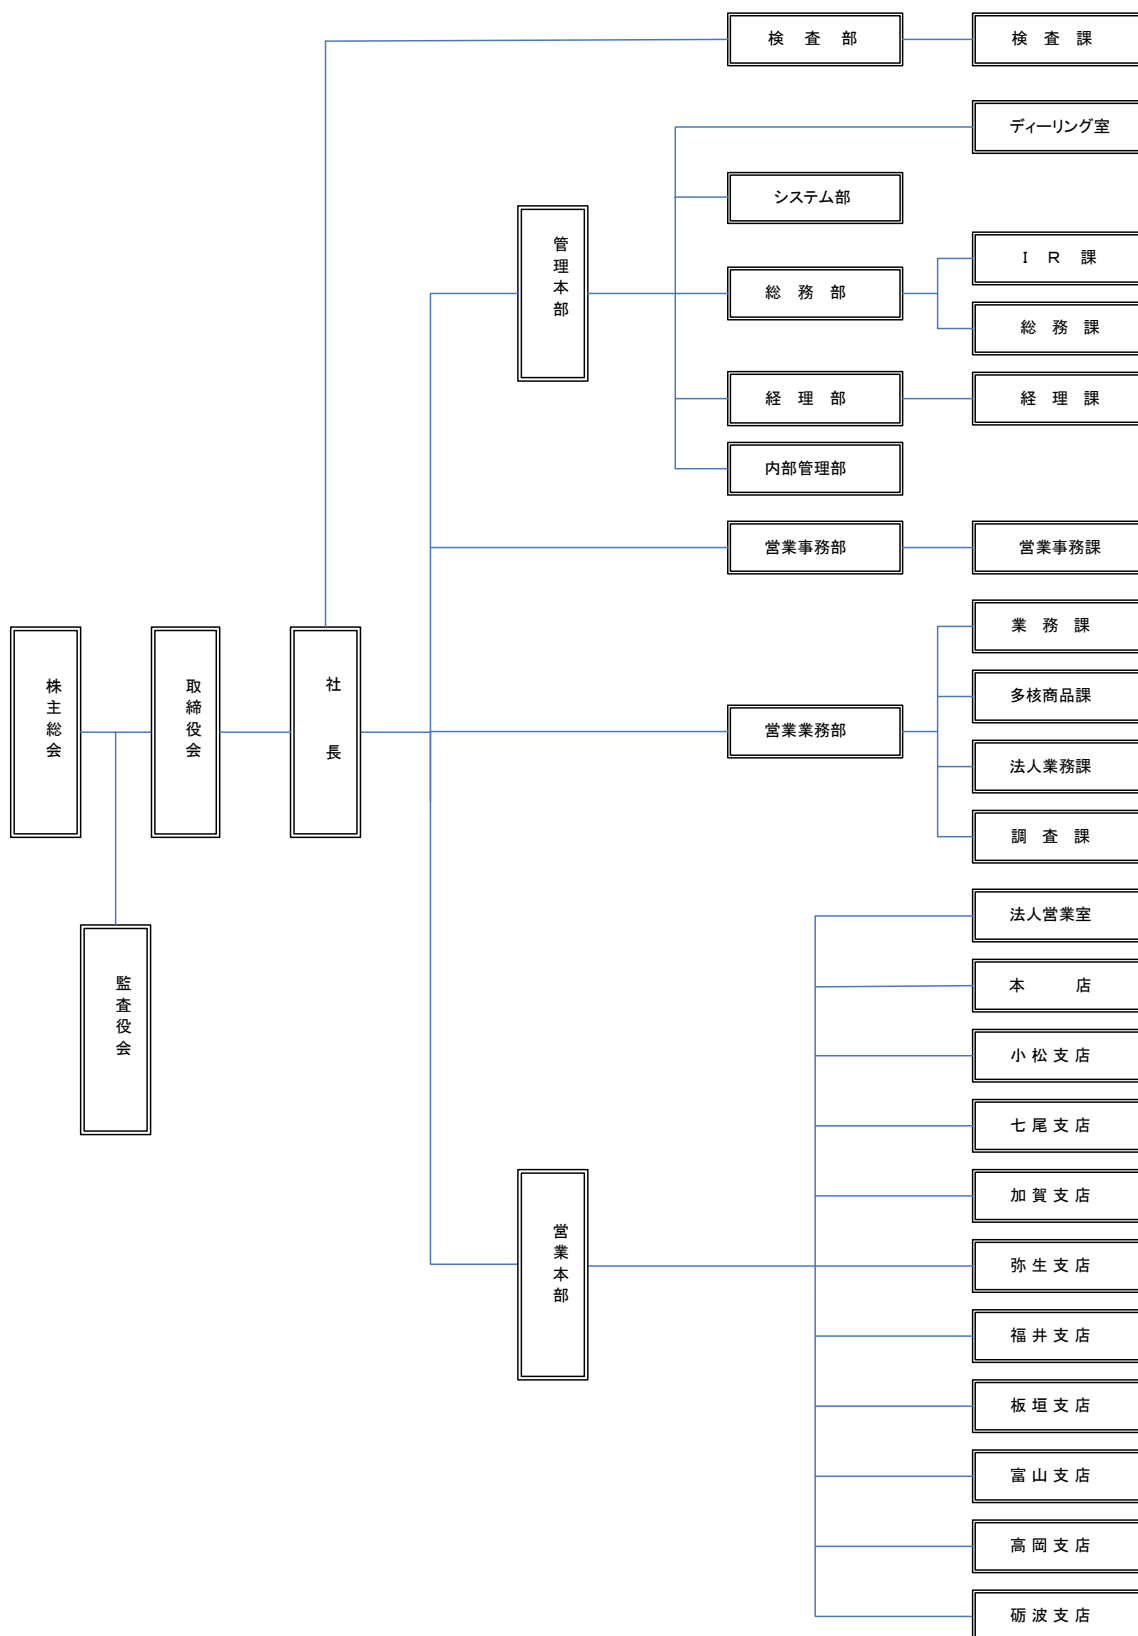 検 査 部
検 査 課
ディーリング室
システム部
管理本部
I R 課
総 務 部
総 務 課
経 理 部
経 理 課
内部管理部
営業事務部
営業事務課
業 務 課
株主総会
取締役会
社 長
多核商品課
営業業務部
法人業務課
調 査 課
法人営業室
監査役会
本 店
小 松 支 店
七 尾 支 店
加 賀 支 店
営業本部
弥 生 支 店
福 井 支 店
板 垣 支 店
富 山 支 店
高 岡 支 店
砺 波 支 店